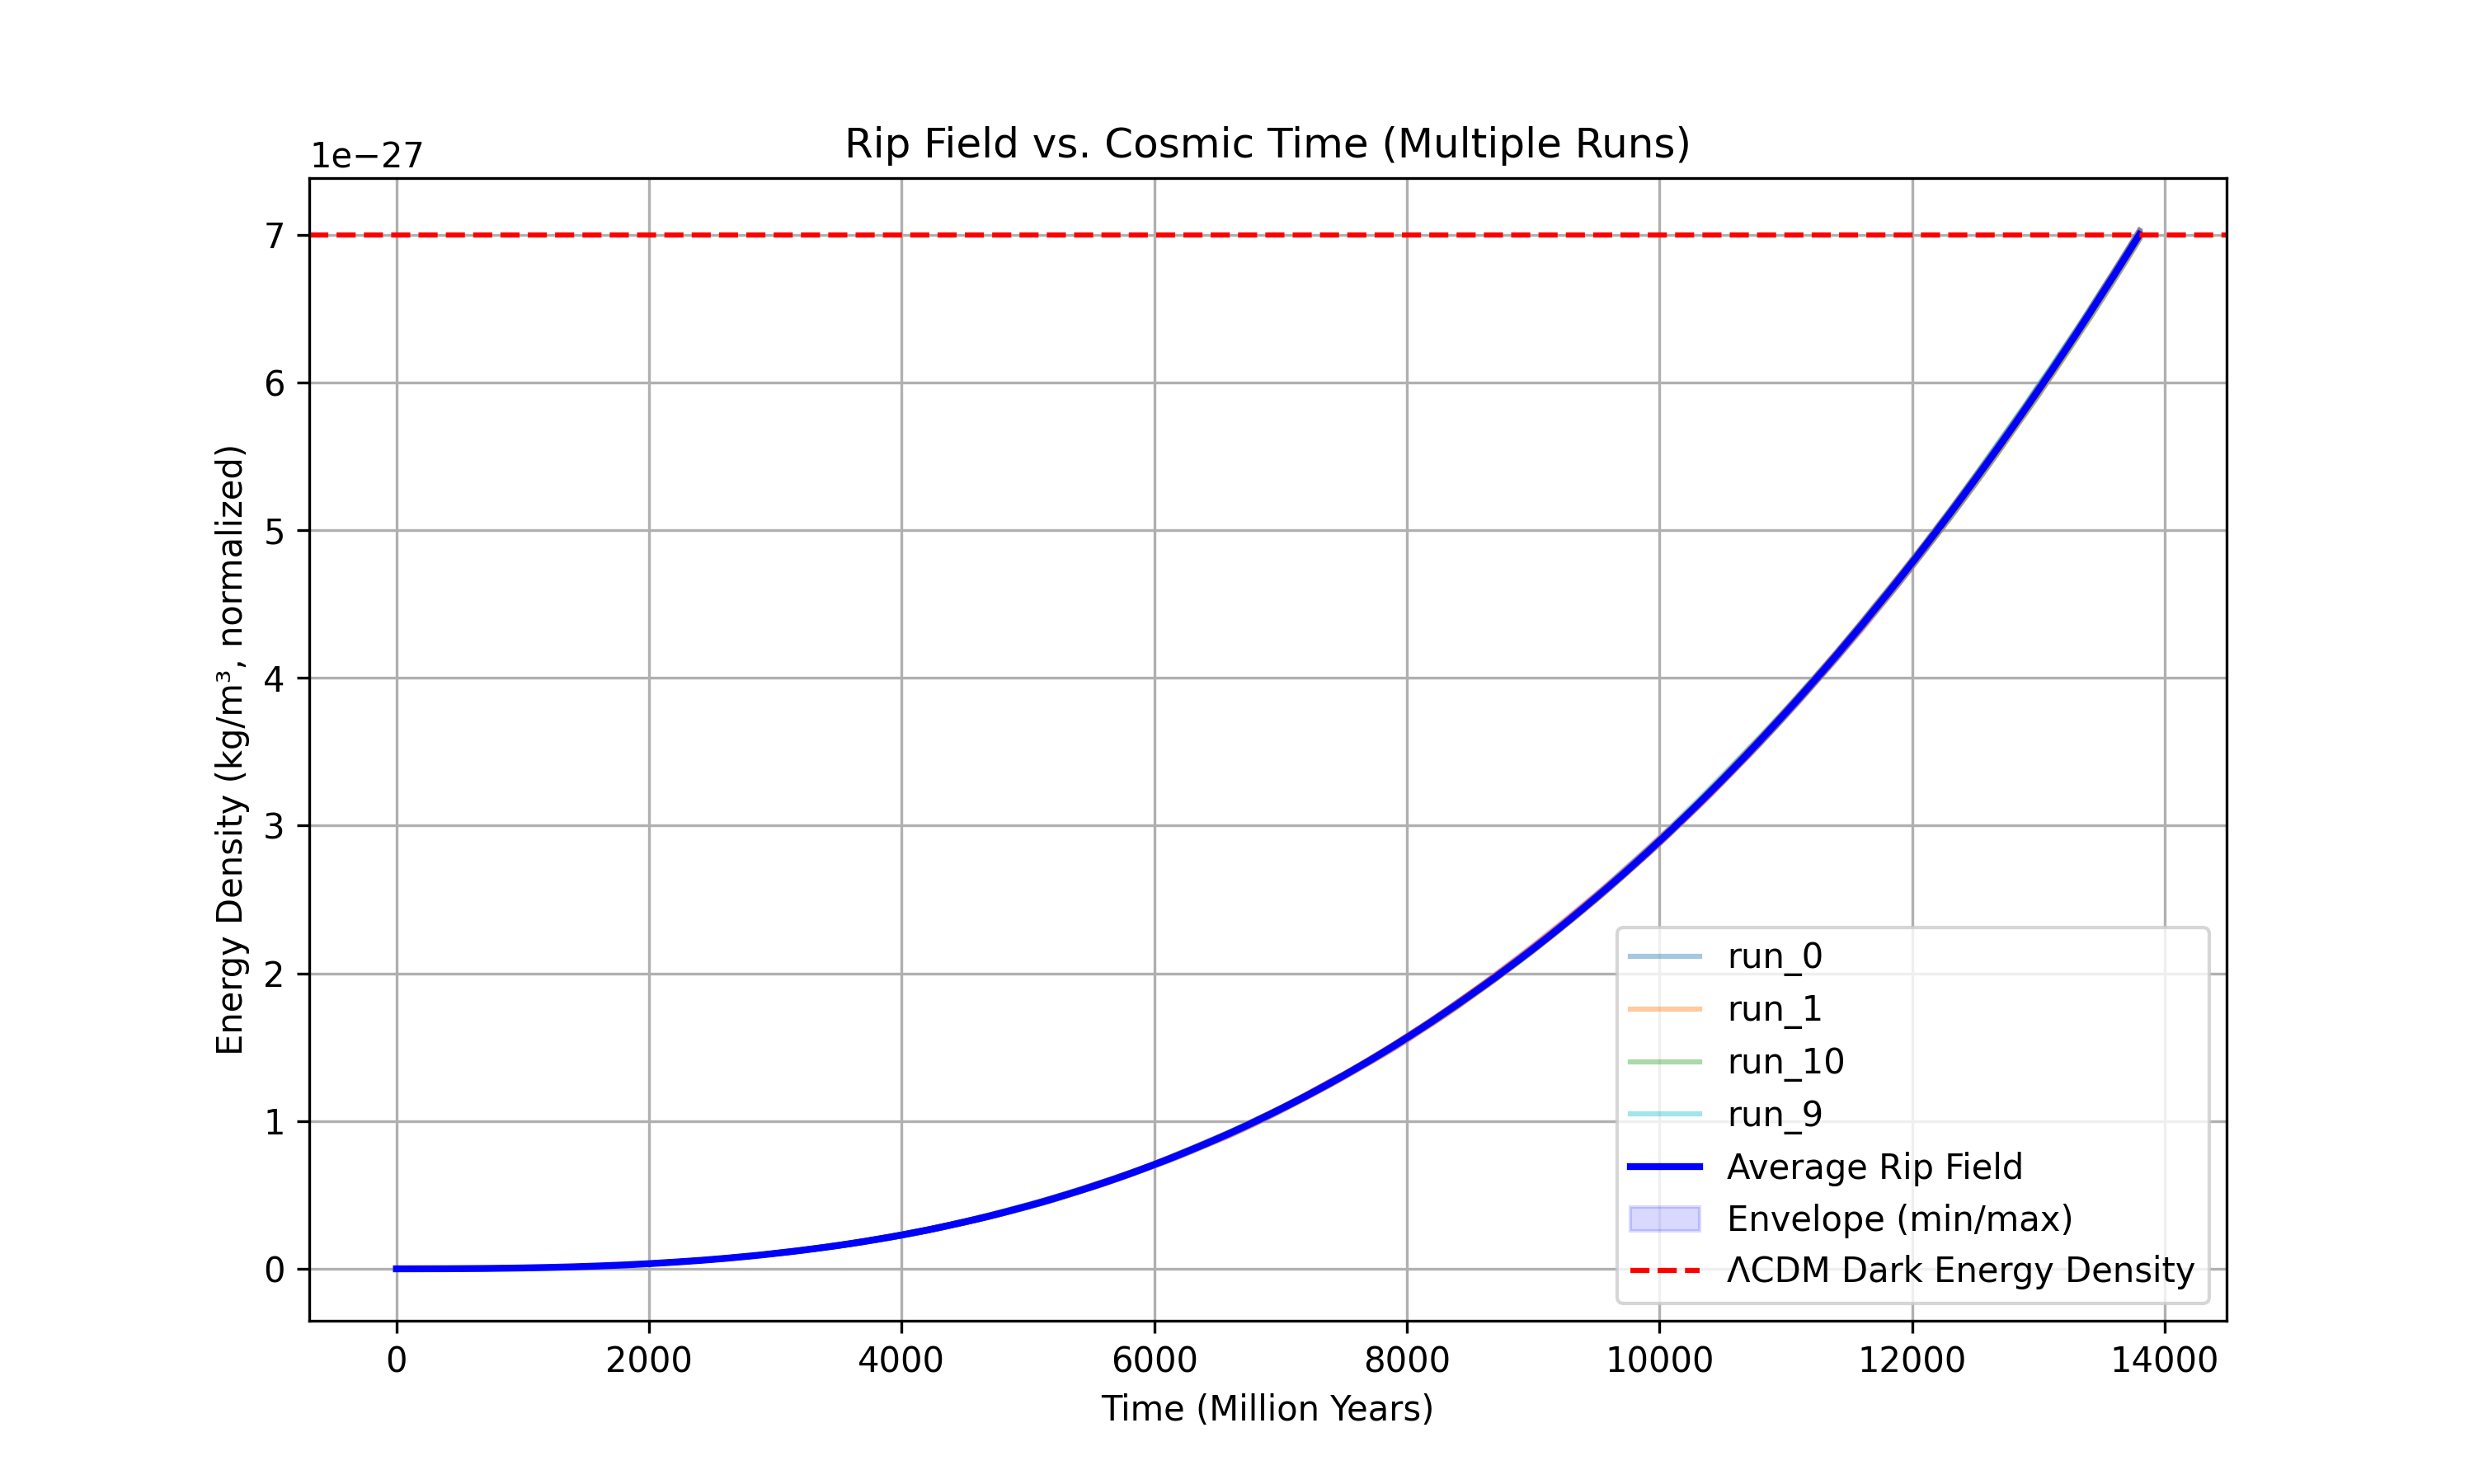 Rip Field vs. Cosmic Time (Multiple Runs)
1e−27
7
6
5
4
3
2
1
0
Energy Density (kg/m³, normalized)
run_0
run_1
run_10
run_9
Average Rip Field
Envelope (min/max)
ΛCDM Dark Energy Density
0 2000 4000 6000 8000 10000 12000 14000
Time (Million Years)